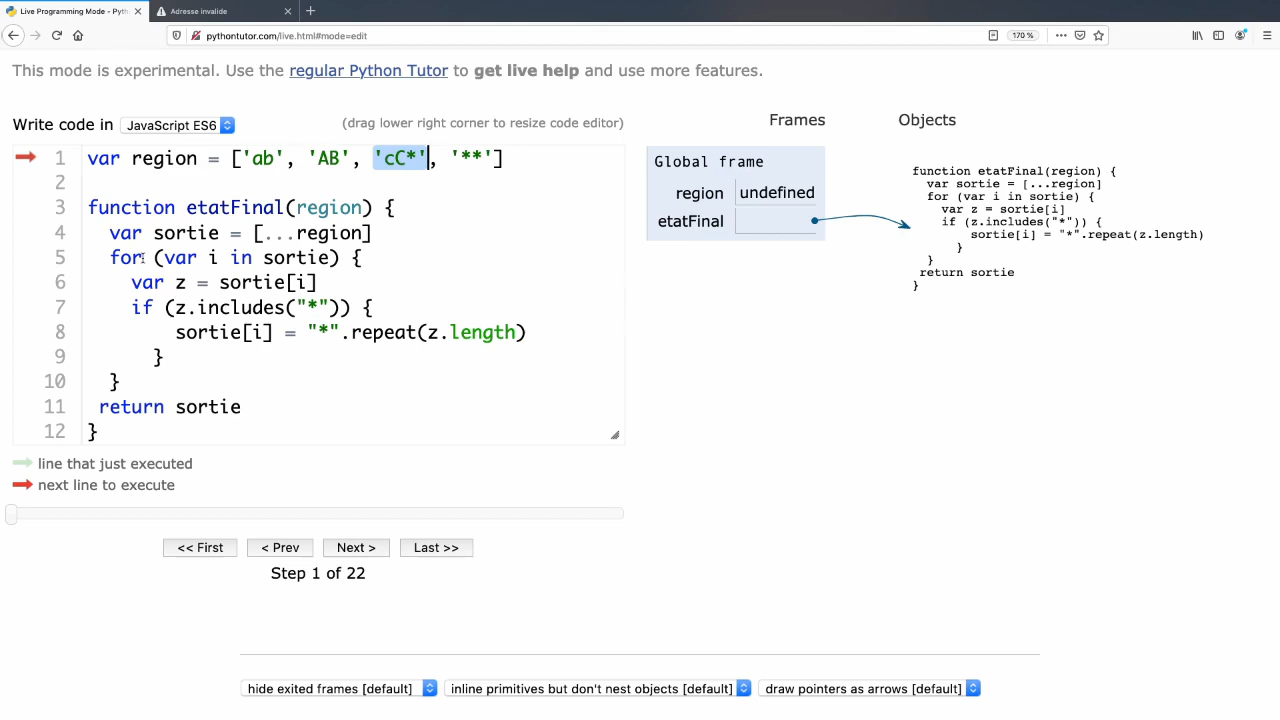 Live Programming Mode - Pyth
Adresse invalide
pythontutor.com/live.html#mode=edit
170 %
This mode is experimental. Use the regular Python Tutor to get live help and use more features.
Write code in JavaScript ES6
(drag lower right corner to resize code editor)
1 var region = ['ab', 'AB', 'cC*', '**']
2
3 function etatFinal(region) {
4 var sortie = [...region]
5 for (var i in sortie) {
6 var z = sortie[i]
7 if (z.includes("*")) {
8 sortie[i] = "*".repeat(z.length)
9 }
10 }
11 return sortie
12 }
line that just executed
next line to execute
<< First
< Prev
Next >
Last >>
Step 1 of 22
Frames
Objects
Global frame
region undefined
etatFinal
function etatFinal(region) {
var sortie = [...region]
for (var i in sortie) {
var z = sortie[i]
if (z.includes("*")) {
sortie[i] = "*".repeat(z.length)
}
}
return sortie
}
hide exited frames [default]
inline primitives but don't nest objects [default]
draw pointers as arrows [default]